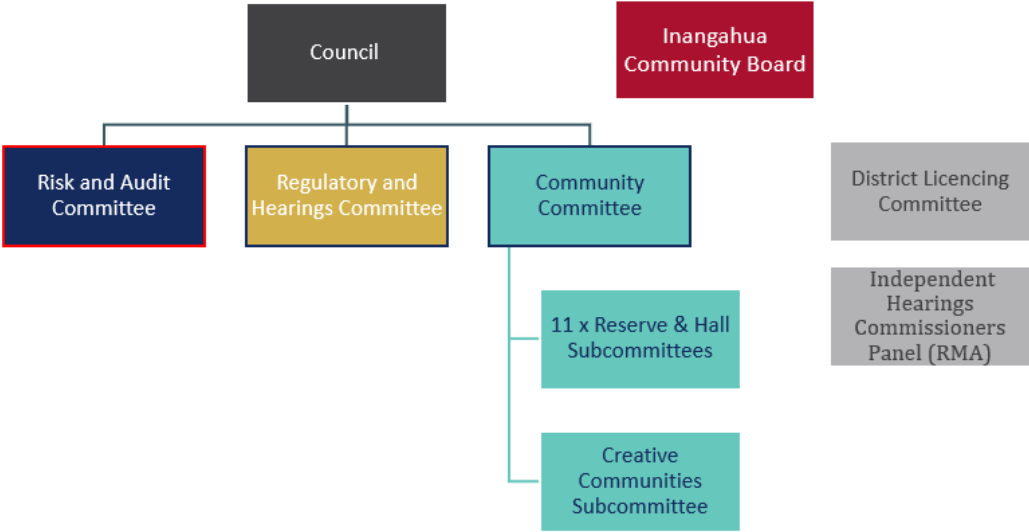 Council
Inangahua
Community Board
Risk and Audit
Committee
Regulatory and
Hearings Committee
Community
Committee
District Licencing
Committee
Independent
Hearings
Commissioners
Panel (RMA)
11 x Reserve & Hall
Subcommittees
Creative
Communities
Subcommittee